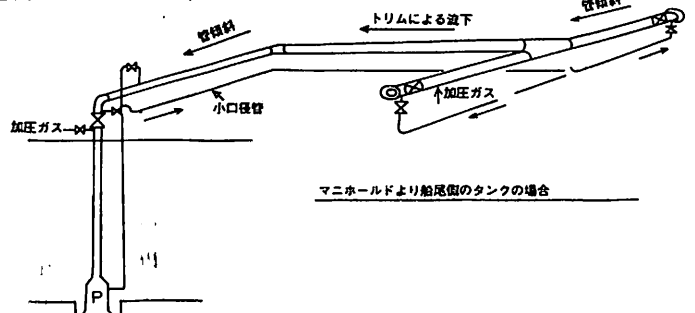 トリムによる流下
管傾斜
管傾斜
小口径管
加圧ガス
加圧ガス
マニホールドより船尾側のタンクの場合
P